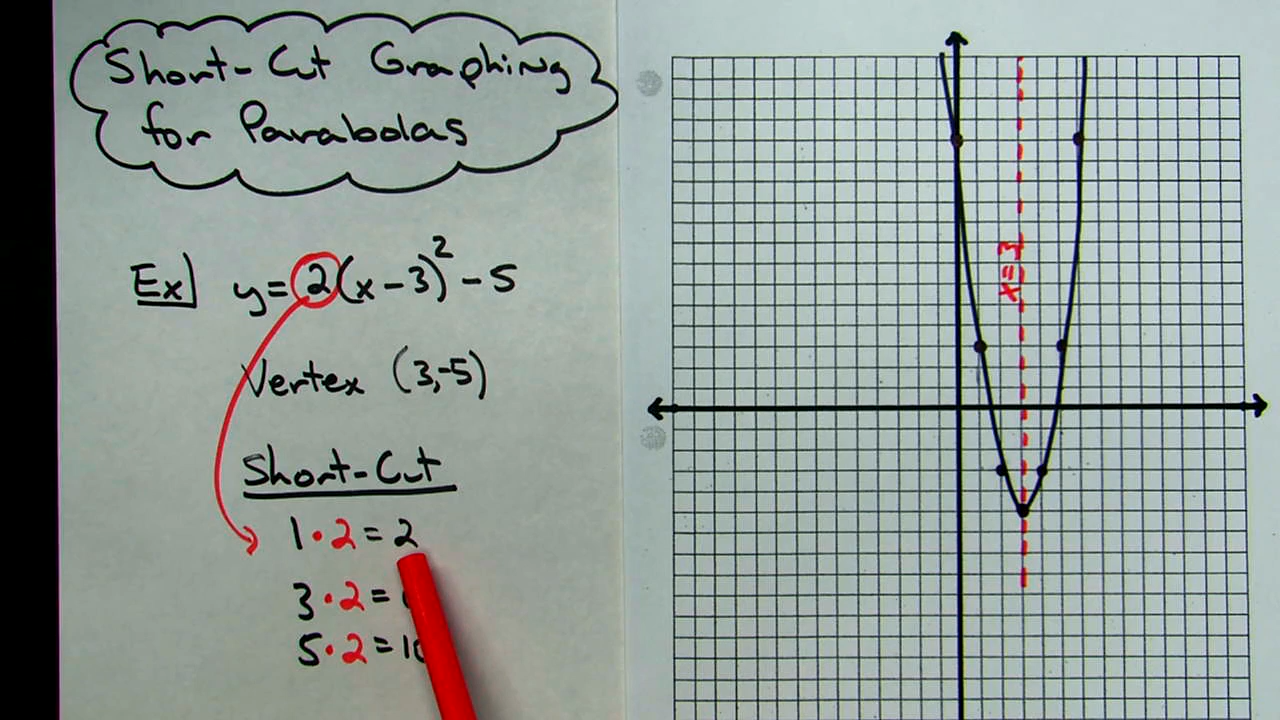 Short-Cut Graphing
for Parabolas
Ex] y=2(x-3)²-5
Vertex (3,-5)
Short-Cut
1·2=2
3·2=
5·2=10
x=3